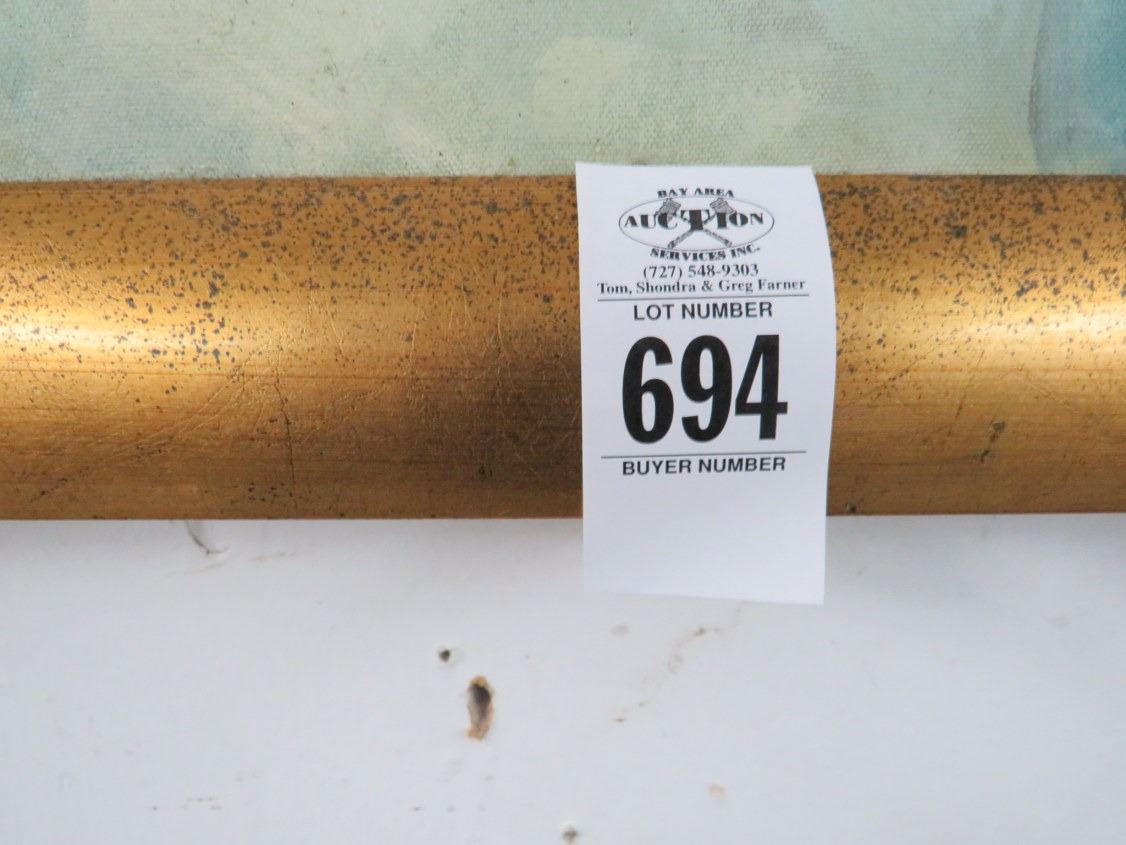 BAY AREA
AUCTION
SERVICES INC.
(727) 548-9303
Tom, Shondra & Greg Farner
LOT NUMBER
694
BUYER NUMBER